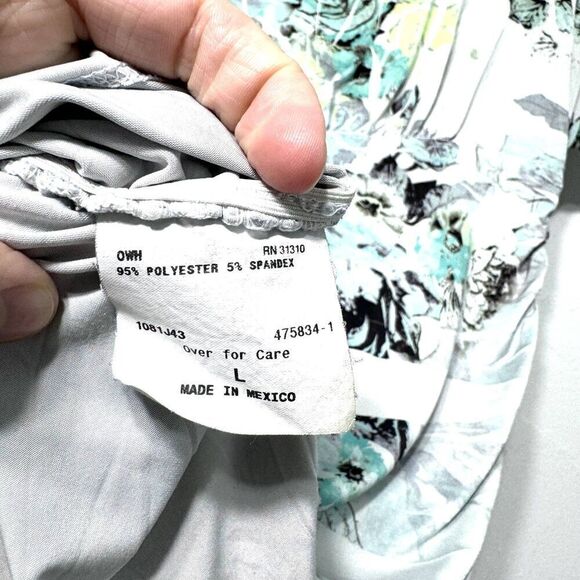 OWH RN 31310
95% POLYESTER 5% SPANDEX
1081J43 475834-1
over for Care
L
MADE IN MEXICO